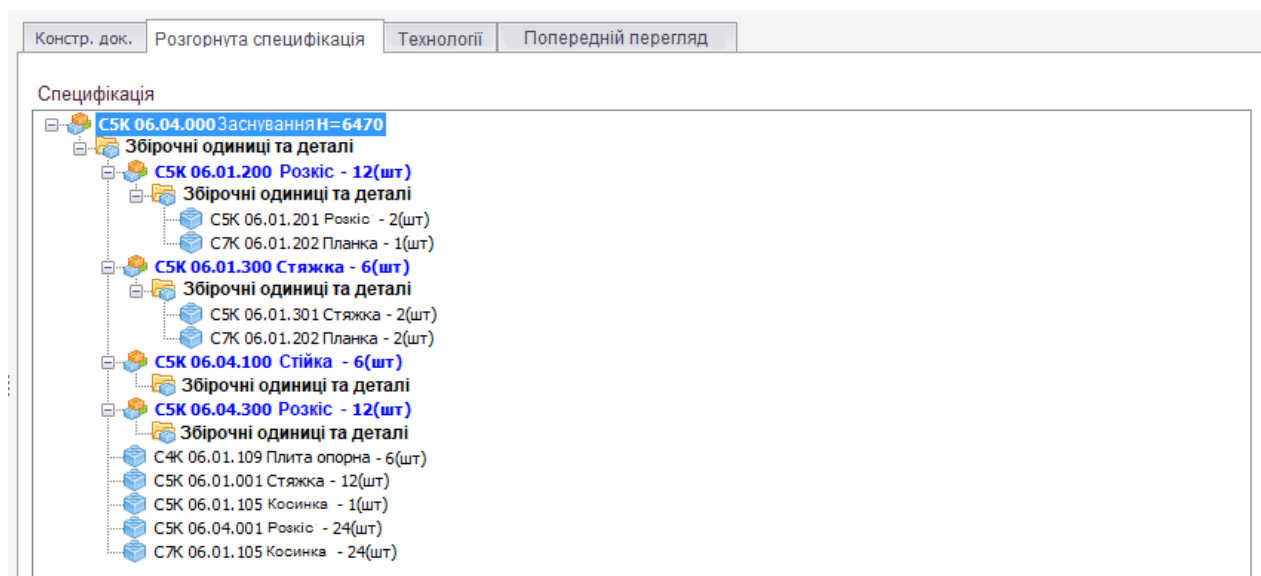 Констр. док. Розгорнута специфікація Технології Попередній перегляд
Специфікація
С5К 06.04.000 Заснування Н=6470
Збірочні одиниці та деталі
С5К 06.01.200 Розкіс - 12(шт)
Збірочні одиниці та деталі
С5К 06.01.201 Розкіс - 2(шт)
С7К 06.01.202 Планка - 1(шт)
С5К 06.01.300 Стяжка - 6(шт)
Збірочні одиниці та деталі
С5К 06.01.301 Стяжка - 2(шт)
С7К 06.01.202 Планка - 2(шт)
С5К 06.04.100 Стійка - 6(шт)
Збірочні одиниці та деталі
С5К 06.04.300 Розкіс - 12(шт)
Збірочні одиниці та деталі
С4К 06.01.109 Плита опорна - 6(шт)
С5К 06.01.001 Стяжка - 12(шт)
С5К 06.01.105 Косинка - 1(шт)
С5К 06.04.001 Розкіс - 24(шт)
С7К 06.01.105 Косинка - 24(шт)